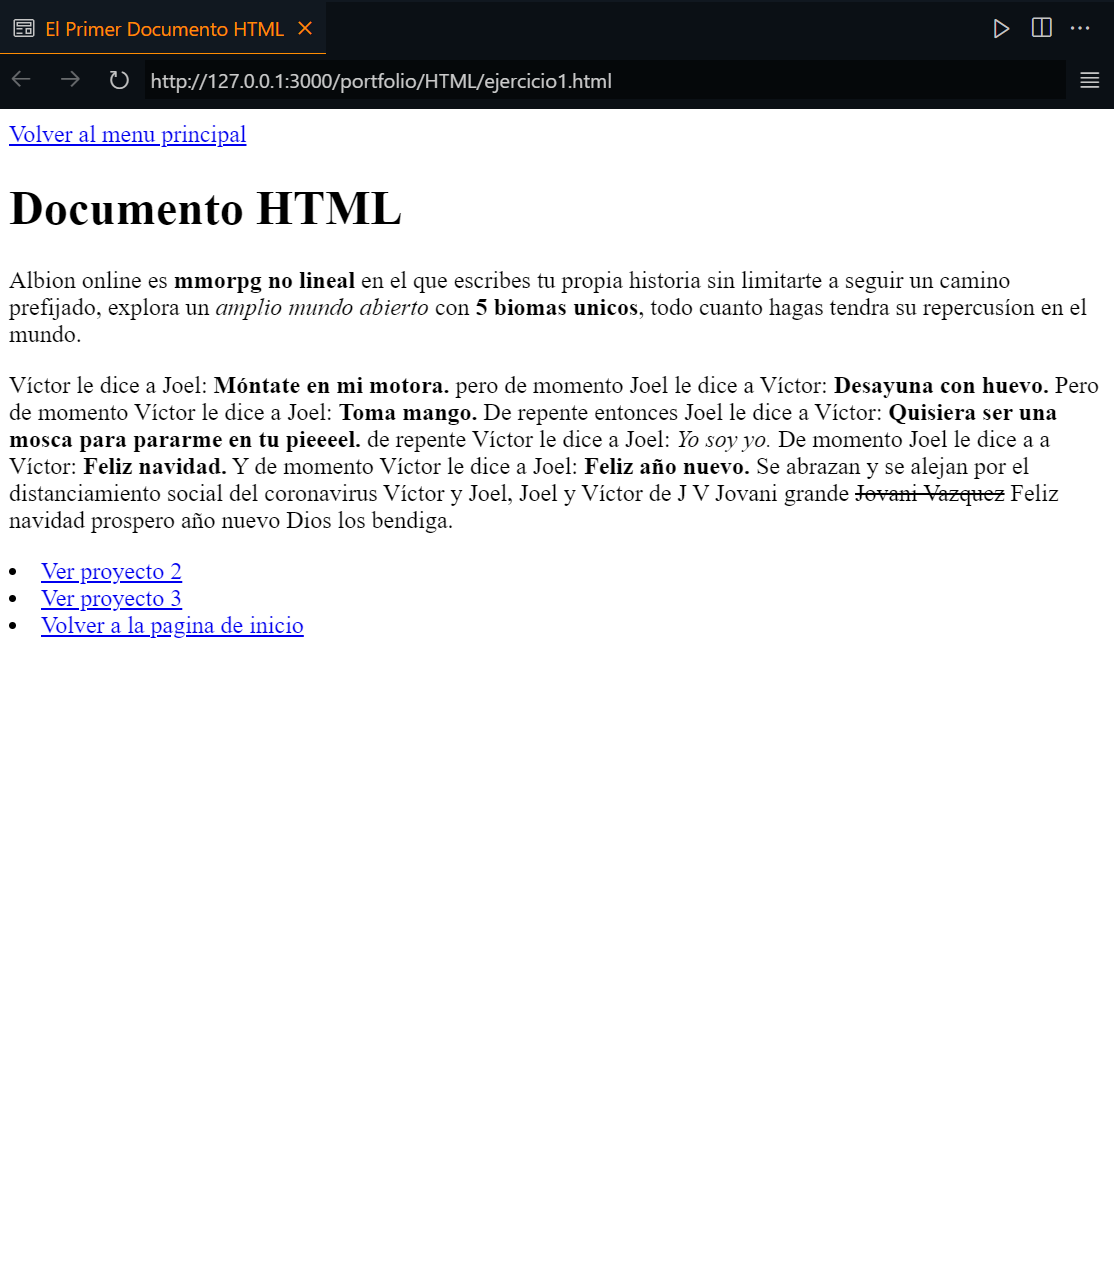 El Primer Documento HTML
http://127.0.0.1:3000/portfolio/HTML/ejercicio1.html
Volver al menu principal
Documento HTML
Albion online es mmorpg no lineal en el que escribes tu propia historia sin limitarte a seguir un camino
prefijado, explora un amplio mundo abierto con 5 biomas unicos, todo cuanto hagas tendra su repercusíon en el
mundo.
Víctor le dice a Joel: Móntate en mi motora. pero de momento Joel le dice a Víctor: Desayuna con huevo. Pero
de momento Víctor le dice a Joel: Toma mango. De repente entonces Joel le dice a Víctor: Quisiera ser una
mosca para pararme en tu pieeeel. de repente Víctor le dice a Joel: Yo soy yo. De momento Joel le dice a a
Víctor: Feliz navidad. Y de momento Víctor le dice a Joel: Feliz año nuevo. Se abrazan y se alejan por el
distanciamiento social del coronavirus Víctor y Joel, Joel y Víctor de J V Jovani grande Jovani Vazquez Feliz
navidad prospero año nuevo Dios los bendiga.
• Ver proyecto 2
• Ver proyecto 3
• Volver a la pagina de inicio